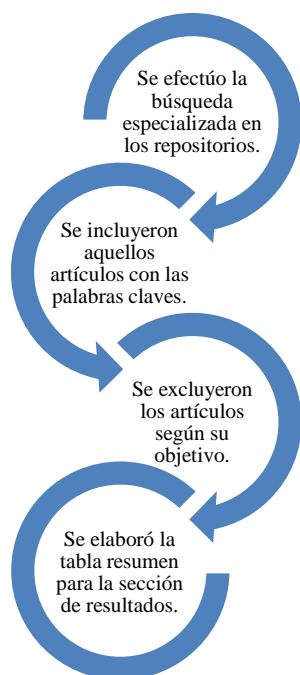 Se efectúo la
búsqueda
especializada en
los repositorios.
Se incluyeron
aquellos
artículos con las
palabras claves.
Se excluyeron
los artículos
según su
objetivo.
Se elaboró la
tabla resumen
para la sección
de resultados.